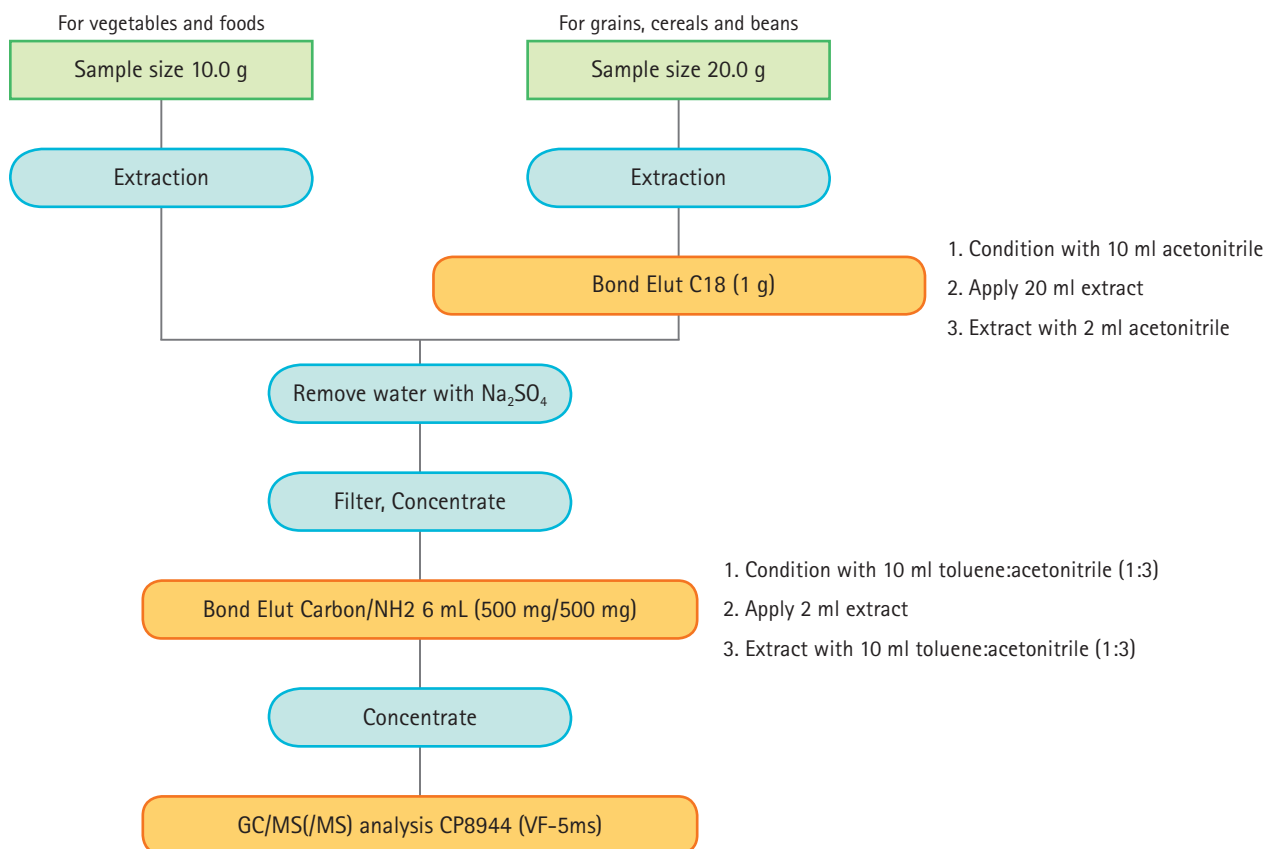 For vegetables and foods
For grains, cereals and beans
Sample size 10.0 g
Sample size 20.0 g
Extraction
Extraction
Bond Elut C18 (1 g)
1. Condition with 10 ml acetonitrile
2. Apply 20 ml extract
3. Extract with 2 ml acetonitrile
Remove water with Na₂SO₄
Filter, Concentrate
Bond Elut Carbon/NH2 6 mL (500 mg/500 mg)
1. Condition with 10 ml toluene:acetonitrile (1:3)
2. Apply 2 ml extract
3. Extract with 10 ml toluene:acetonitrile (1:3)
Concentrate
GC/MS(/MS) analysis CP8944 (VF-5ms)